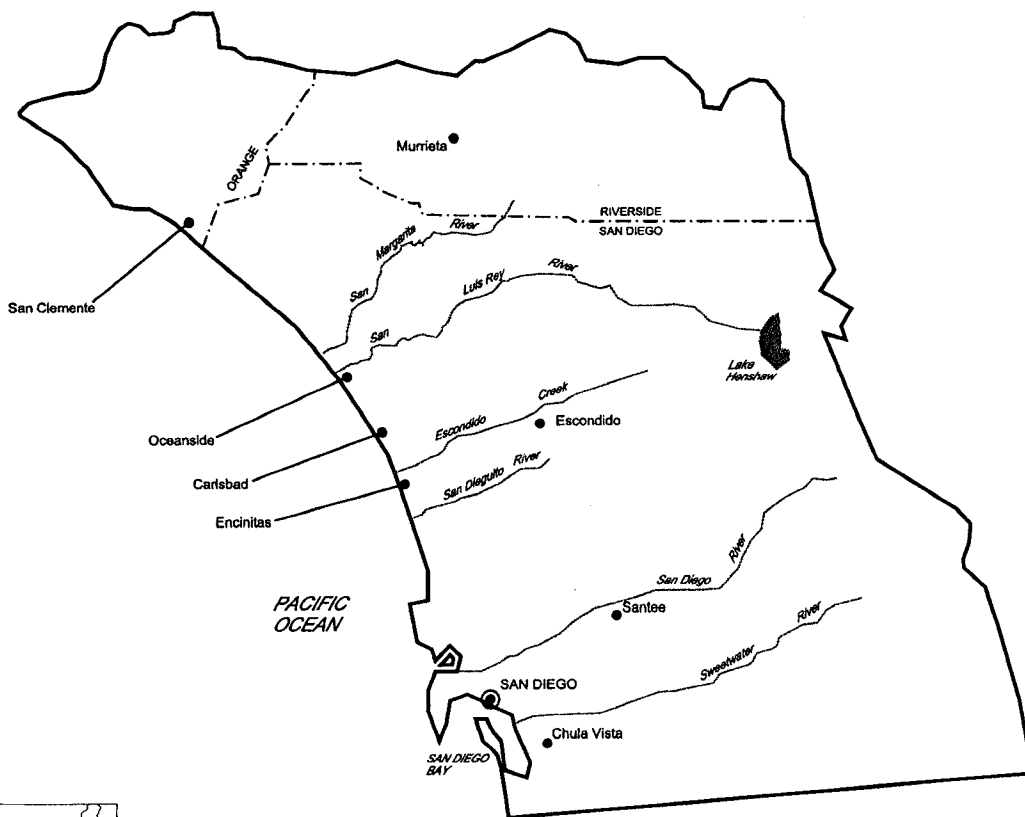 Murrieta
ORANGE
RIVERSIDE
SAN DIEGO
San Margarita River
San Luis Rey River
San Clemente
Lake
Henshaw
Oceanside
Escondido Creek
Escondido
Carlsbad
San Dieguito River
Encinitas
San Diego River
PACIFIC
OCEAN
Santee
Sweetwater River
SAN DIEGO
Chula Vista
SAN DIEGO
BAY